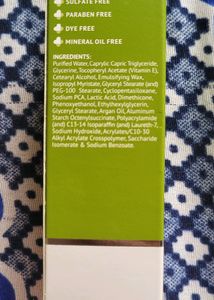 SULFATE FREE
PARABEN FREE
DYE FREE
MINERAL OIL FREE
INGREDIENTS:
Purified Water, Caprylic Capric Triglyceride,
Glycerine, Tocopheryl Acetate (Vitamin E),
Cetearyl Alcohol, Emulsifying Wax,
Isopropyl Myristate, Glyceryl Stearate (and)
PEG-100 Stearate, Cyclopentasiloxane,
Sodium PCA, Lactic Acid, Dimethicone,
Phenoxyethanol, Ethylhexylglycerin,
Glyceryl Stearate, Argan Oil, Aluminum
Starch Octenylsuccinate, Polyacrylamide
(and) C13-14 Isoparaffin (and) Laureth-7,
Sodium Hydroxide, Acrylates/C10-30
Alkyl Acrylate Crosspolymer, Saccharide
Isomerate & Sodium Benzoate.